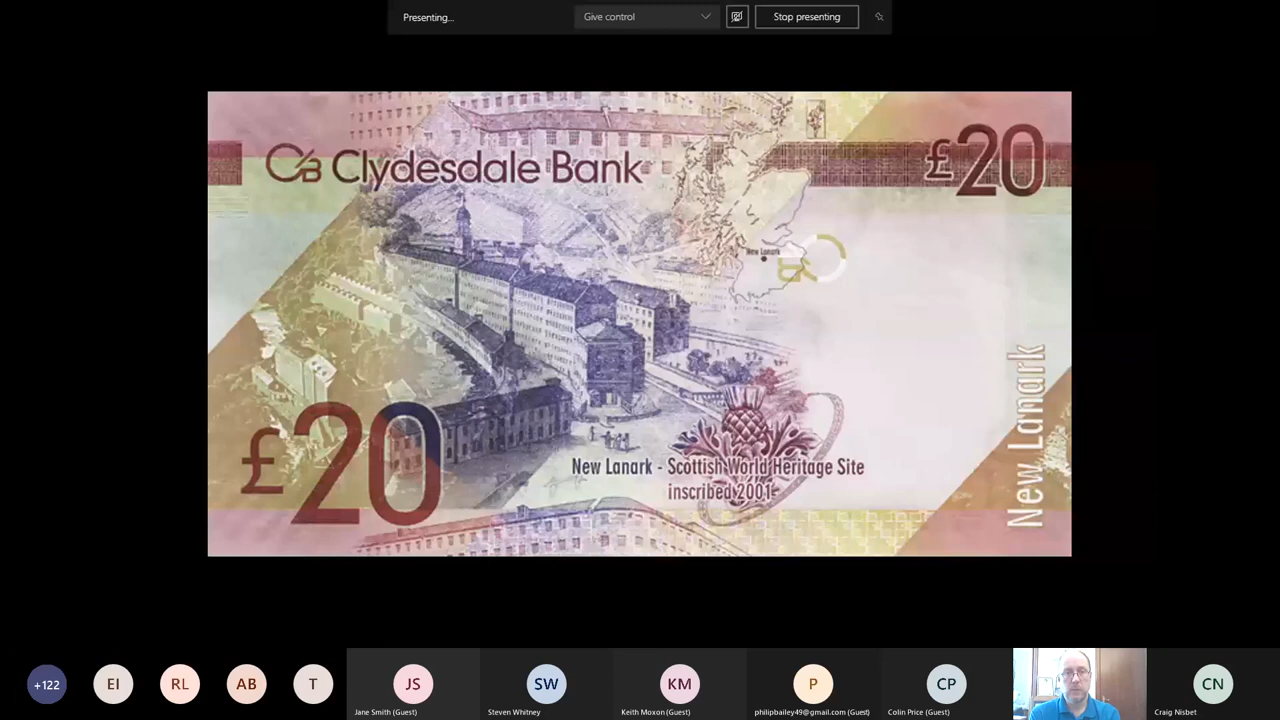 Presenting...
Give control
Stop presenting
CB Clydesdale Bank
£20
New Lanark
£20
New Lanark - Scottish World Heritage Site
inscribed 2001
New Lanark
+122
EI
RL
AB
T
JS
SW
KM
P
CP
CN
Jane Smith (Guest)
Steven Whitney
Keith Moxon (Guest)
philipbailey49@gmail.com (Guest)
Colin Price (Guest)
Craig Nisbet